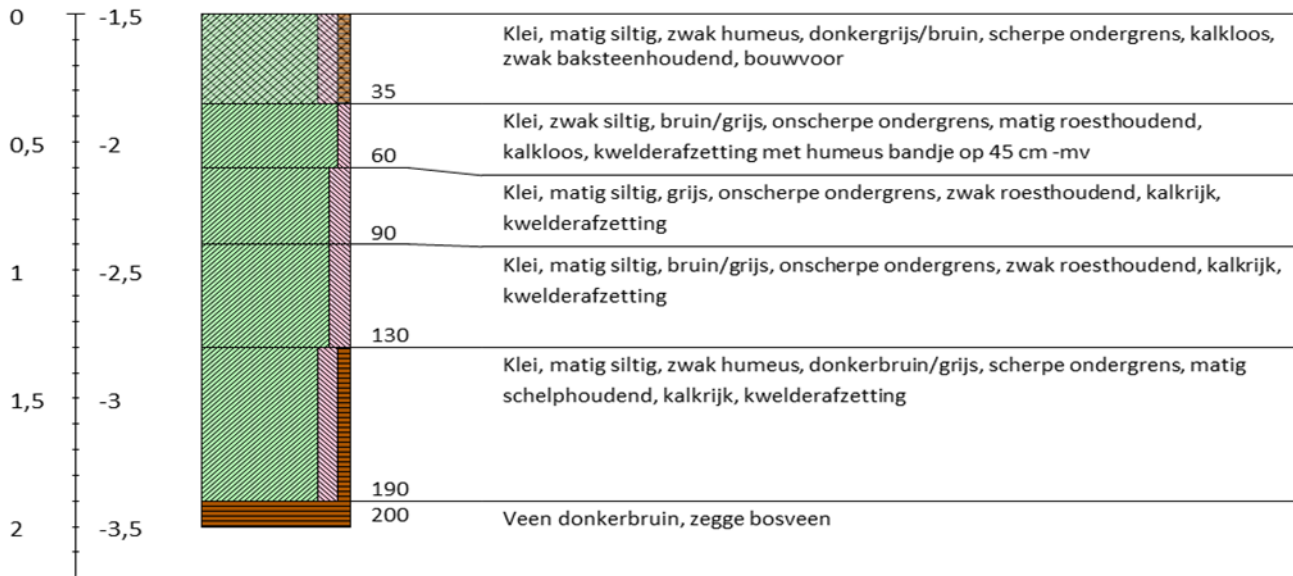 0 -1,5
Klei, matig siltig, zwak humeus, donkergrijs/bruin, scherpe ondergrens, kalkloos,
zwak baksteenhoudend, bouwvoor
35
Klei, zwak siltig, bruin/grijs, onscherpe ondergrens, matig roesthoudend,
0,5 -2
kalkloos, kwelderafzetting met humeus bandje op 45 cm -mv
60
Klei, matig siltig, grijs, onscherpe ondergrens, zwak roesthoudend, kalkrijk,
kwelderafzetting
90
1 -2,5
Klei, matig siltig, bruin/grijs, onscherpe ondergrens, zwak roesthoudend, kalkrijk,
kwelderafzetting
130
Klei, matig siltig, zwak humeus, donkerbruin/grijs, scherpe ondergrens, matig
1,5 -3
schelphoudend, kalkrijk, kwelderafzetting
190
200
Veen donkerbruin, zegge bosveen
2 -3,5